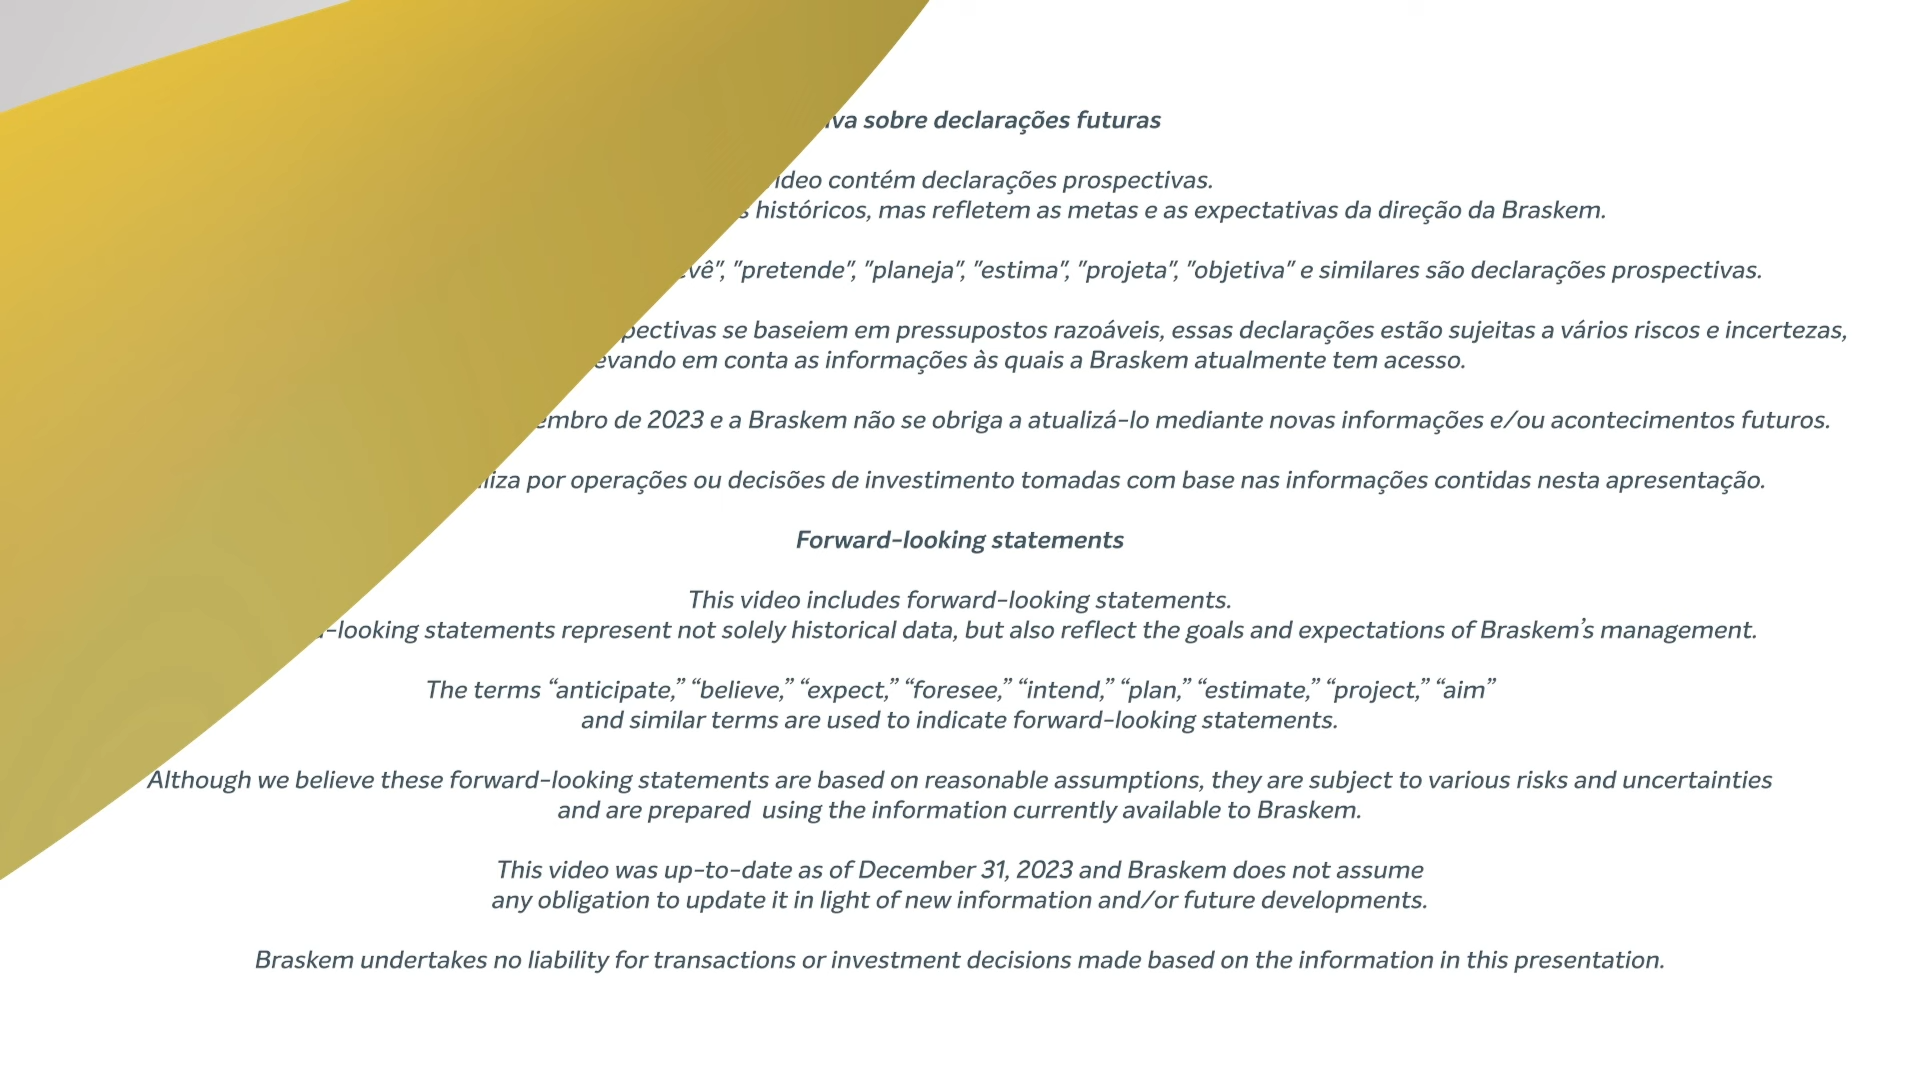 sobre declarações futuras
contém declarações prospectivas.
históricos, mas refletem as metas e as expectativas da direção da Braskem.
"pretende", "planeja", "estima", "projeta", "objetiva" e similares são declarações prospectivas.
se baseiem em pressupostos razoáveis, essas declarações estão sujeitas a vários riscos e incertezas,
em conta as informações às quais a Braskem atualmente tem acesso.
de 2023 e a Braskem não se obriga a atualizá-lo mediante novas informações e/ou acontecimentos futuros.
por operações ou decisões de investimento tomadas com base nas informações contidas nesta apresentação.
Forward-looking statements
This video includes forward-looking statements.
-looking statements represent not solely historical data, but also reflect the goals and expectations of Braskem’s management.
The terms “anticipate,” “believe,” “expect,” “foresee,” “intend,” “plan,” “estimate,” “project,” “aim”
and similar terms are used to indicate forward-looking statements.
Although we believe these forward-looking statements are based on reasonable assumptions, they are subject to various risks and uncertainties
and are prepared  using the information currently available to Braskem.
This video was up-to-date as of December 31, 2023 and Braskem does not assume
any obligation to update it in light of new information and/or future developments.
Braskem undertakes no liability for transactions or investment decisions made based on the information in this presentation.